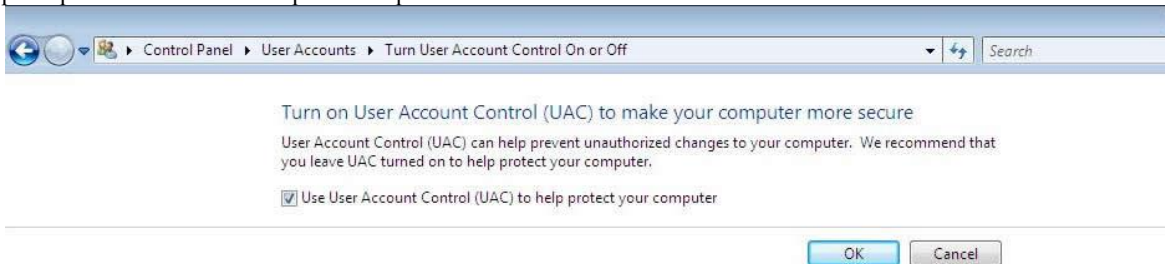 Control Panel ▸ User Accounts ▸ Turn User Account Control On or Off
Search
Turn on User Account Control (UAC) to make your computer more secure
User Account Control (UAC) can help prevent unauthorized changes to your computer. We recommend that
you leave UAC turned on to help protect your computer.
Use User Account Control (UAC) to help protect your computer
OK Cancel